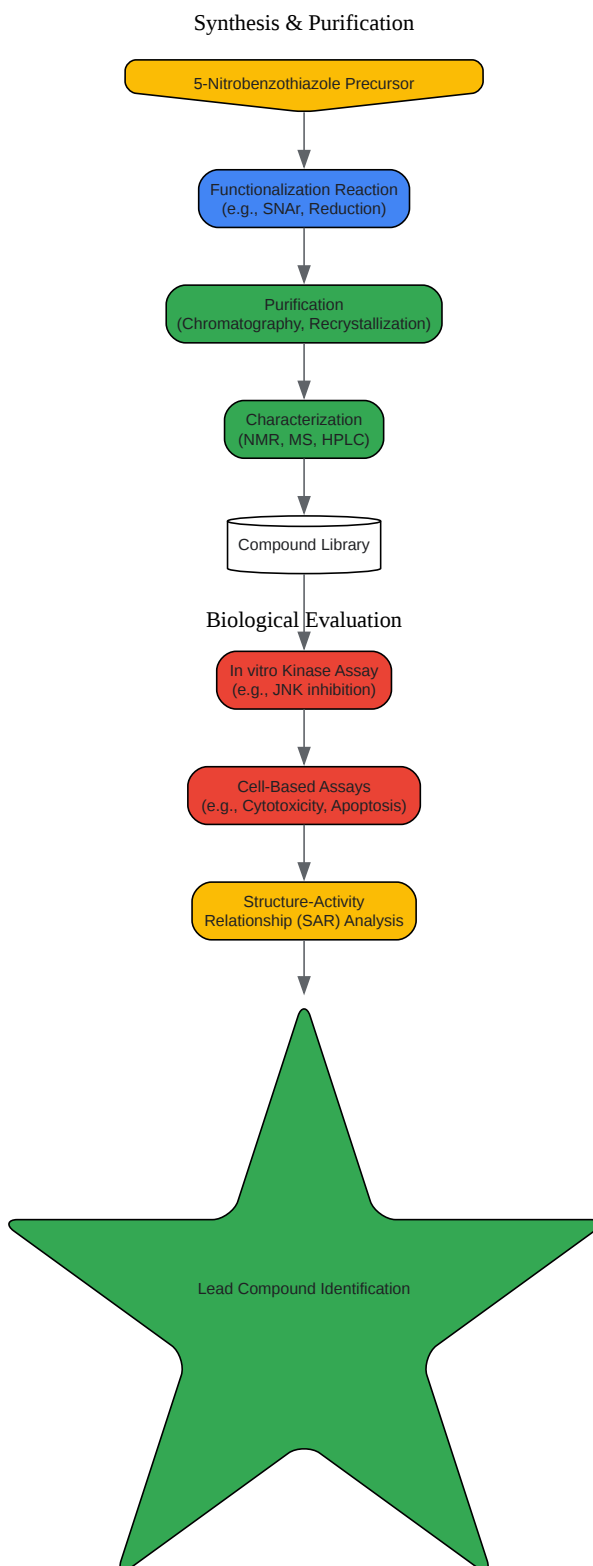 Synthesis & Purification
5-Nitrobenzothiazole Precursor
Functionalization Reaction
(e.g., SNAr, Reduction)
Purification
(Chromatography, Recrystallization)
Characterization
(NMR, MS, HPLC)
Compound Library
Biological Evaluation
In vitro Kinase Assay
(e.g., JNK inhibition)
Cell-Based Assays
(e.g., Cytotoxicity, Apoptosis)
Structure-Activity
Relationship (SAR) Analysis
Lead Compound Identification